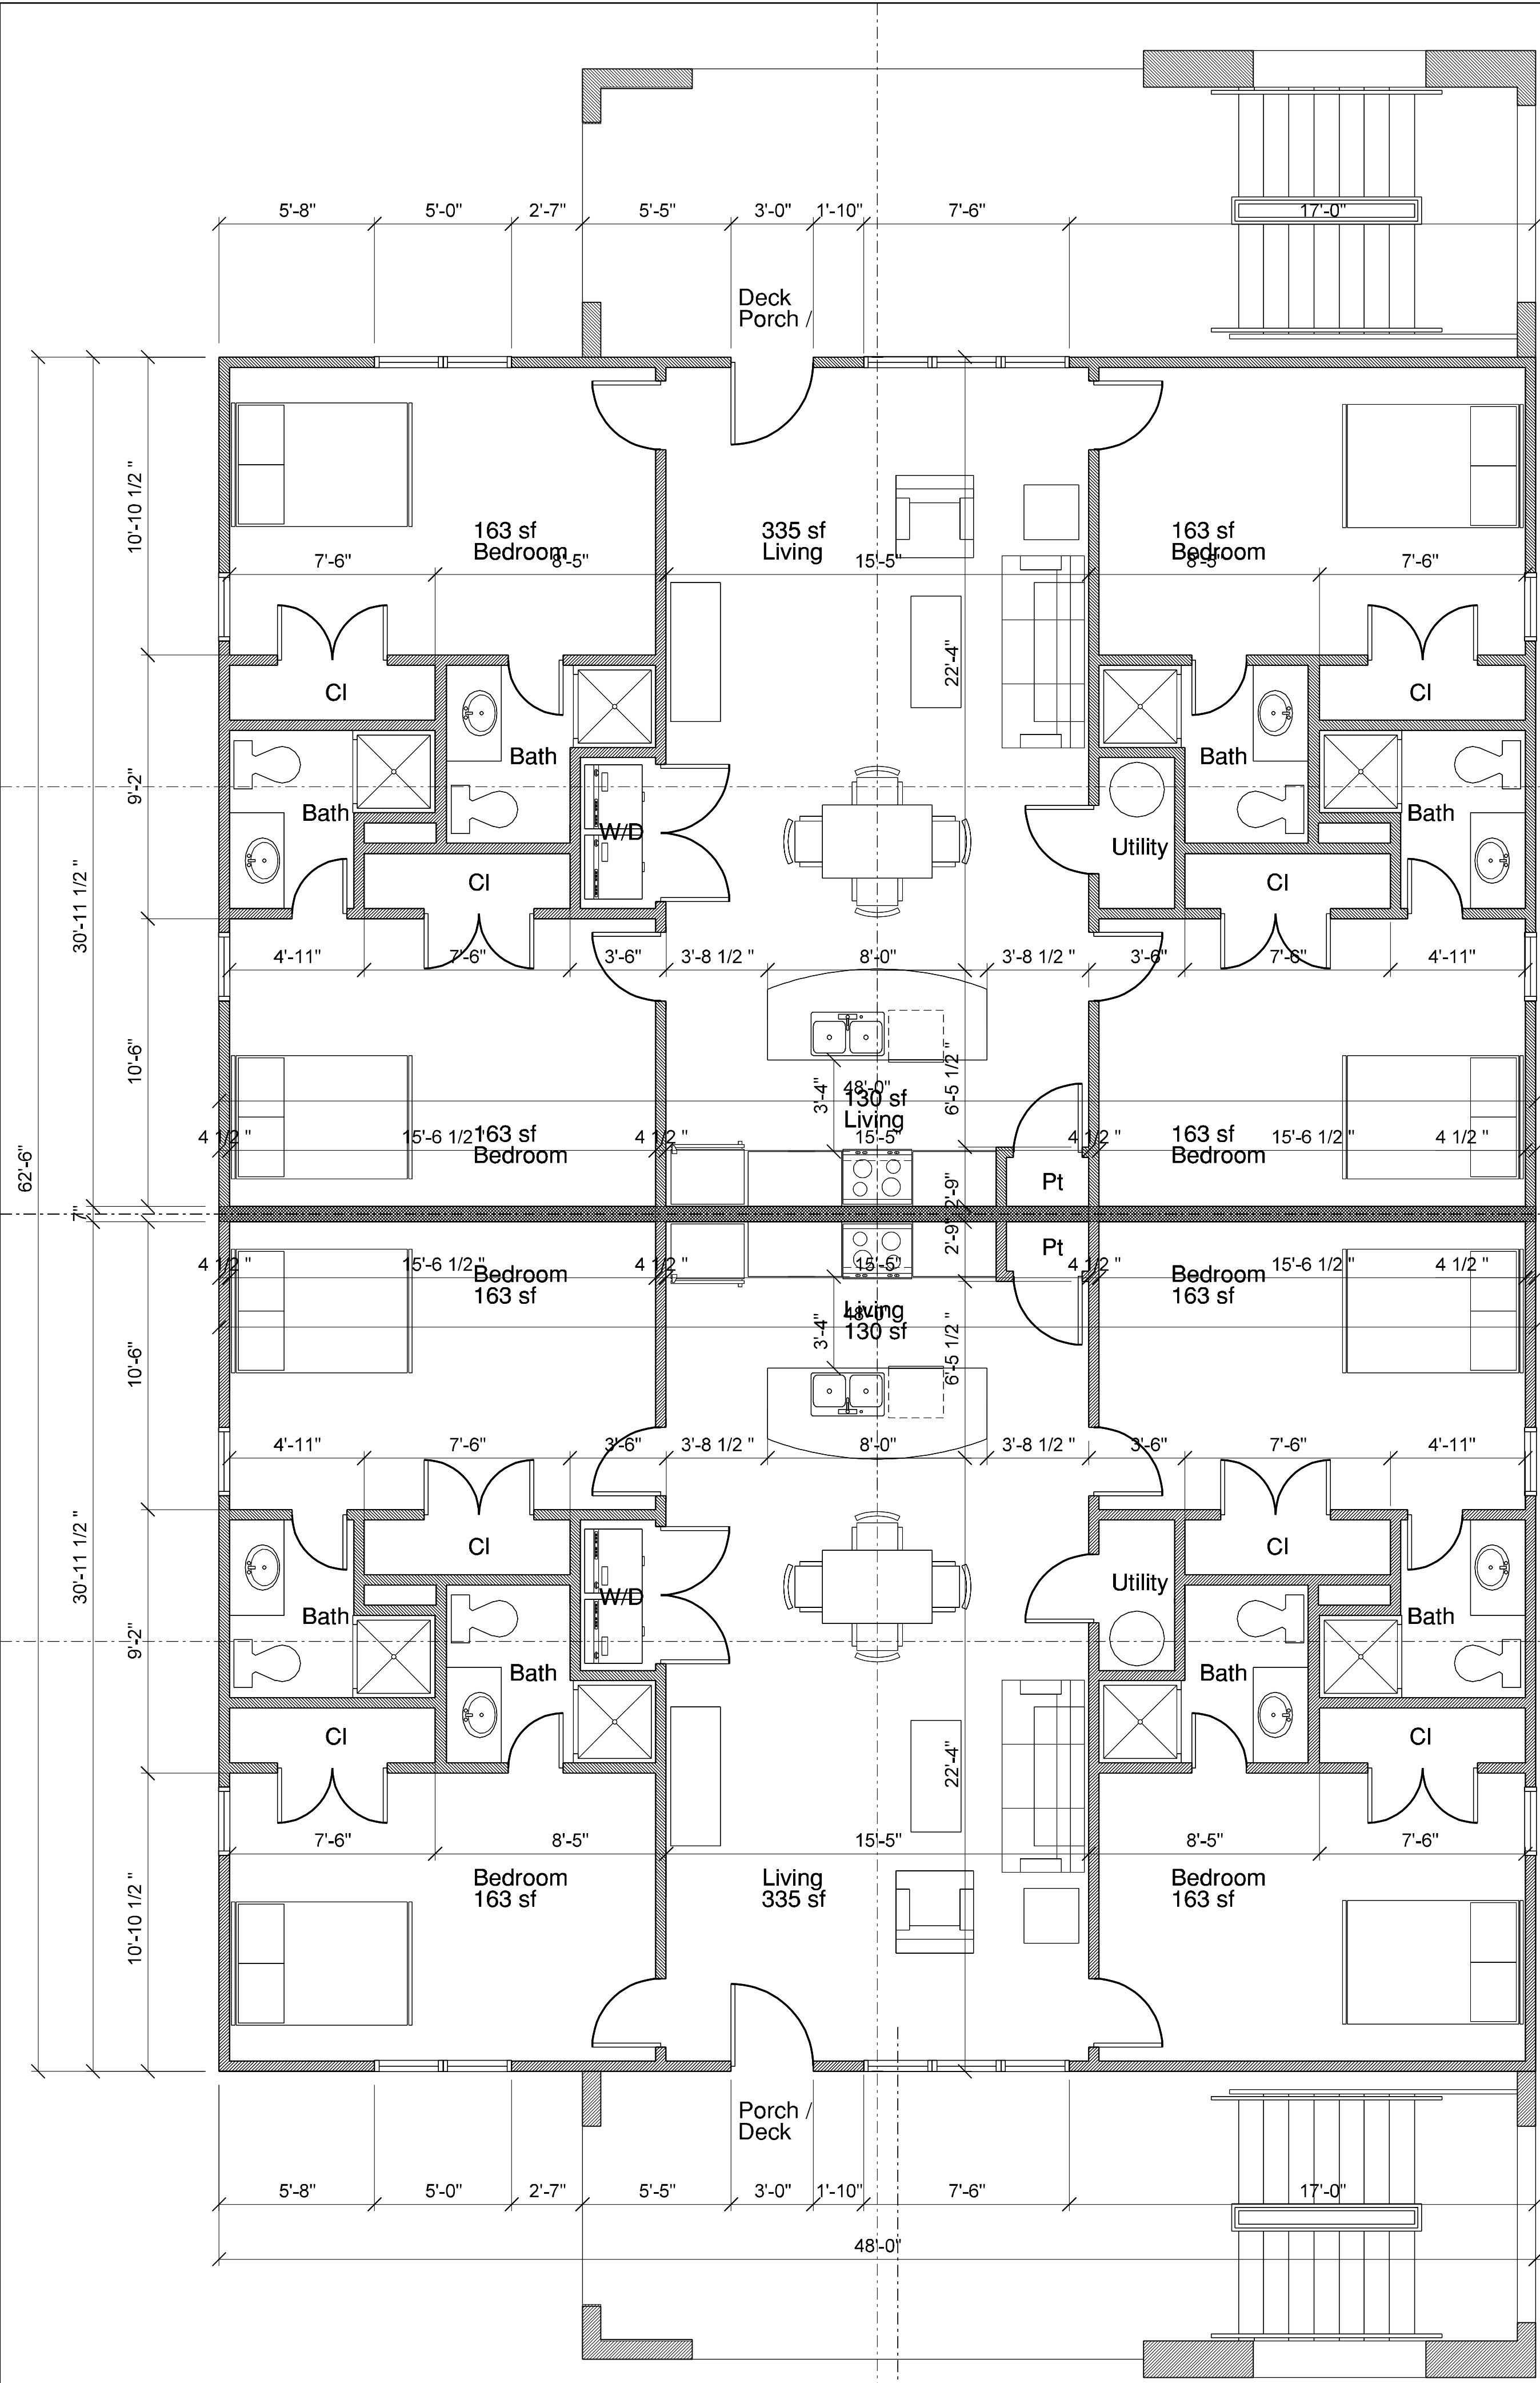 5'-8"
5'-0"
2'-7"
5'-5"
3'-0"
1'-10"
7'-6"
17'-0"
Deck
Porch /
10'-10 1/2 "
163 sf
Bedroom
335 sf
Living
163 sf
Bedroom
7'-6"
8'-5"
15'-5"
8'-5"
7'-6"
22'-4"
Cl
Cl
Bath
Bath
9'-2"
Bath
W/D
Utility
Bath
Cl
Cl
30'-11 1/2 "
4'-11"
7'-6"
3'-6"
3'-8 1/2 "
8'-0"
3'-8 1/2 "
3'-6"
7'-6"
4'-11"
10'-6"
3'-4"
48'-0"
130 sf
Living
6'-5 1/2 "
4 1/2 "
15'-6 1/2 "
163 sf
Bedroom
4 1/2 "
15'-5"
4 1/2 "
163 sf
Bedroom
15'-6 1/2 "
4 1/2 "
62'-6"
2'-9"
Pt
7"
2'-9"
Pt
4 1/2 "
15'-6 1/2 "
Bedroom
163 sf
4 1/2 "
15'-5"
4 1/2 "
Bedroom
163 sf
15'-6 1/2 "
4 1/2 "
Living
48'-0"
130 sf
3'-4"
6'-5 1/2 "
10'-6"
4'-11"
7'-6"
3'-6"
3'-8 1/2 "
8'-0"
3'-8 1/2 "
3'-6"
7'-6"
4'-11"
30'-11 1/2 "
Cl
Cl
W/D
Utility
Bath
Bath
9'-2"
Bath
Bath
Cl
Cl
22'-4"
7'-6"
8'-5"
15'-5"
8'-5"
7'-6"
Bedroom
163 sf
Living
335 sf
Bedroom
163 sf
10'-10 1/2 "
Porch /
Deck
5'-8"
5'-0"
2'-7"
5'-5"
3'-0"
1'-10"
7'-6"
17'-0"
48'-0"